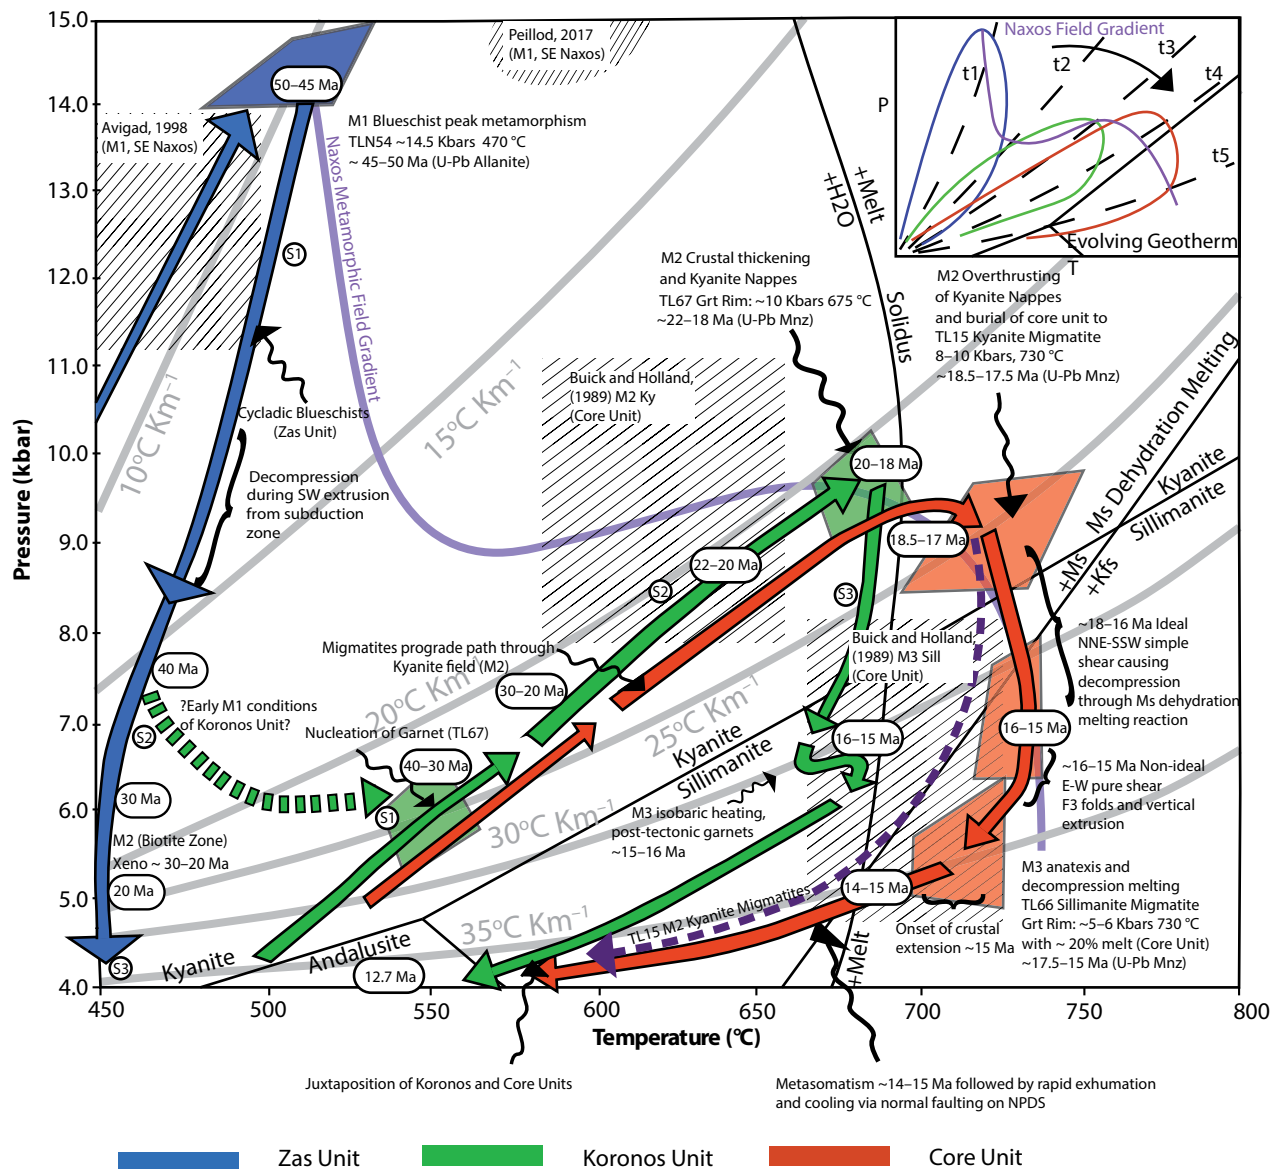 15.0
14.0
13.0
12.0
11.0
10.0
9.0
8.0
7.0
6.0
5.0
4.0
Pressure (kbar)
450
500
550
600
650
700
750
800
Temperature (°C)
50–45 Ma
Avigad, 1998
(M1, SE Naxos)
Peillod, 2017
(M1, SE Naxos)
M1 Blueschist peak metamorphism
TLN54 ~14.5 Kbars 470 °C
~ 45–50 Ma (U-Pb Allanite)
Naxos Metamorphic Field Gradient
S1
Naxos Field Gradient
P
t1
t2
t3
t4
t5
Evolving Geotherm
T
+Melt
+H2O
Solidus
M2 Crustal thickening
and Kyanite Nappes
TL67 Grt Rim: ~10 Kbars 675 °C
~22–18 Ma (U-Pb Mnz)
M2 Overthrusting
of Kyanite Nappes
and burial of core unit to
TL15 Kyanite Migmatite
8–10 Kbars, 730 °C
~18.5–17.5 Ma (U-Pb Mnz)
10°C Km⁻¹
15°C Km⁻¹
Cycladic Blueschists
(Zas Unit)
Decompression
during SW extrusion
from subduction
zone
Buick and Holland,
(1989) M2 Ky
(Core Unit)
20–18 Ma
18.5–17 Ma
Ms Dehydration Melting
Kyanite
Sillimanite
+Ms
+Kfs
22–20 Ma
S2
S3
Buick and Holland,
(1989) M3 Sill
(Core Unit)
~18–16 Ma Ideal
NNE-SSW simple
shear causing
decompression
through Ms dehydration
melting reaction
40 Ma
Migmatites prograde path through
Kyanite field (M2)
30–20 Ma
20°C Km⁻¹
25°C Km⁻¹
?Early M1 conditions
of Koronos Unit?
S2
Nucleation of Garnet (TL67)
Kyanite
Sillimanite
16–15 Ma
16–15 Ma
40–30 Ma
S1
30 Ma
M3 isobaric heating,
post-tectonic garnets
~15–16 Ma
30°C Km⁻¹
~16–15 Ma Non-ideal
E-W pure shear
F3 folds and vertical
extrusion
M2 (Biotite Zone)
Xeno ~ 30–20 Ma
20 Ma
35°C Km⁻¹
TL15 M2 Kyanite Migmatites
14–15 Ma
Onset of crustal
extension ~15 Ma
M3 anatexis and
decompression melting
TL66 Sillimanite Migmatite
Grt Rim: ~5–6 Kbars 730 °C
with ~ 20% melt (Core Unit)
~17.5–15 Ma (U-Pb Mnz)
S3
Kyanite
Andalusite
12.7 Ma
+Melt
Juxtaposition of Koronos and Core Units
Metasomatism ~14–15 Ma followed by rapid exhumation
and cooling via normal faulting on NPDS
Zas Unit
Koronos Unit
Core Unit